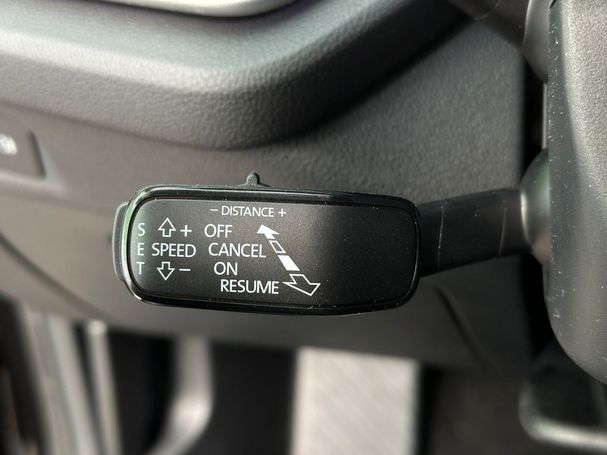 – DISTANCE +
S + OFF
E SPEED CANCEL
T – ON
RESUME